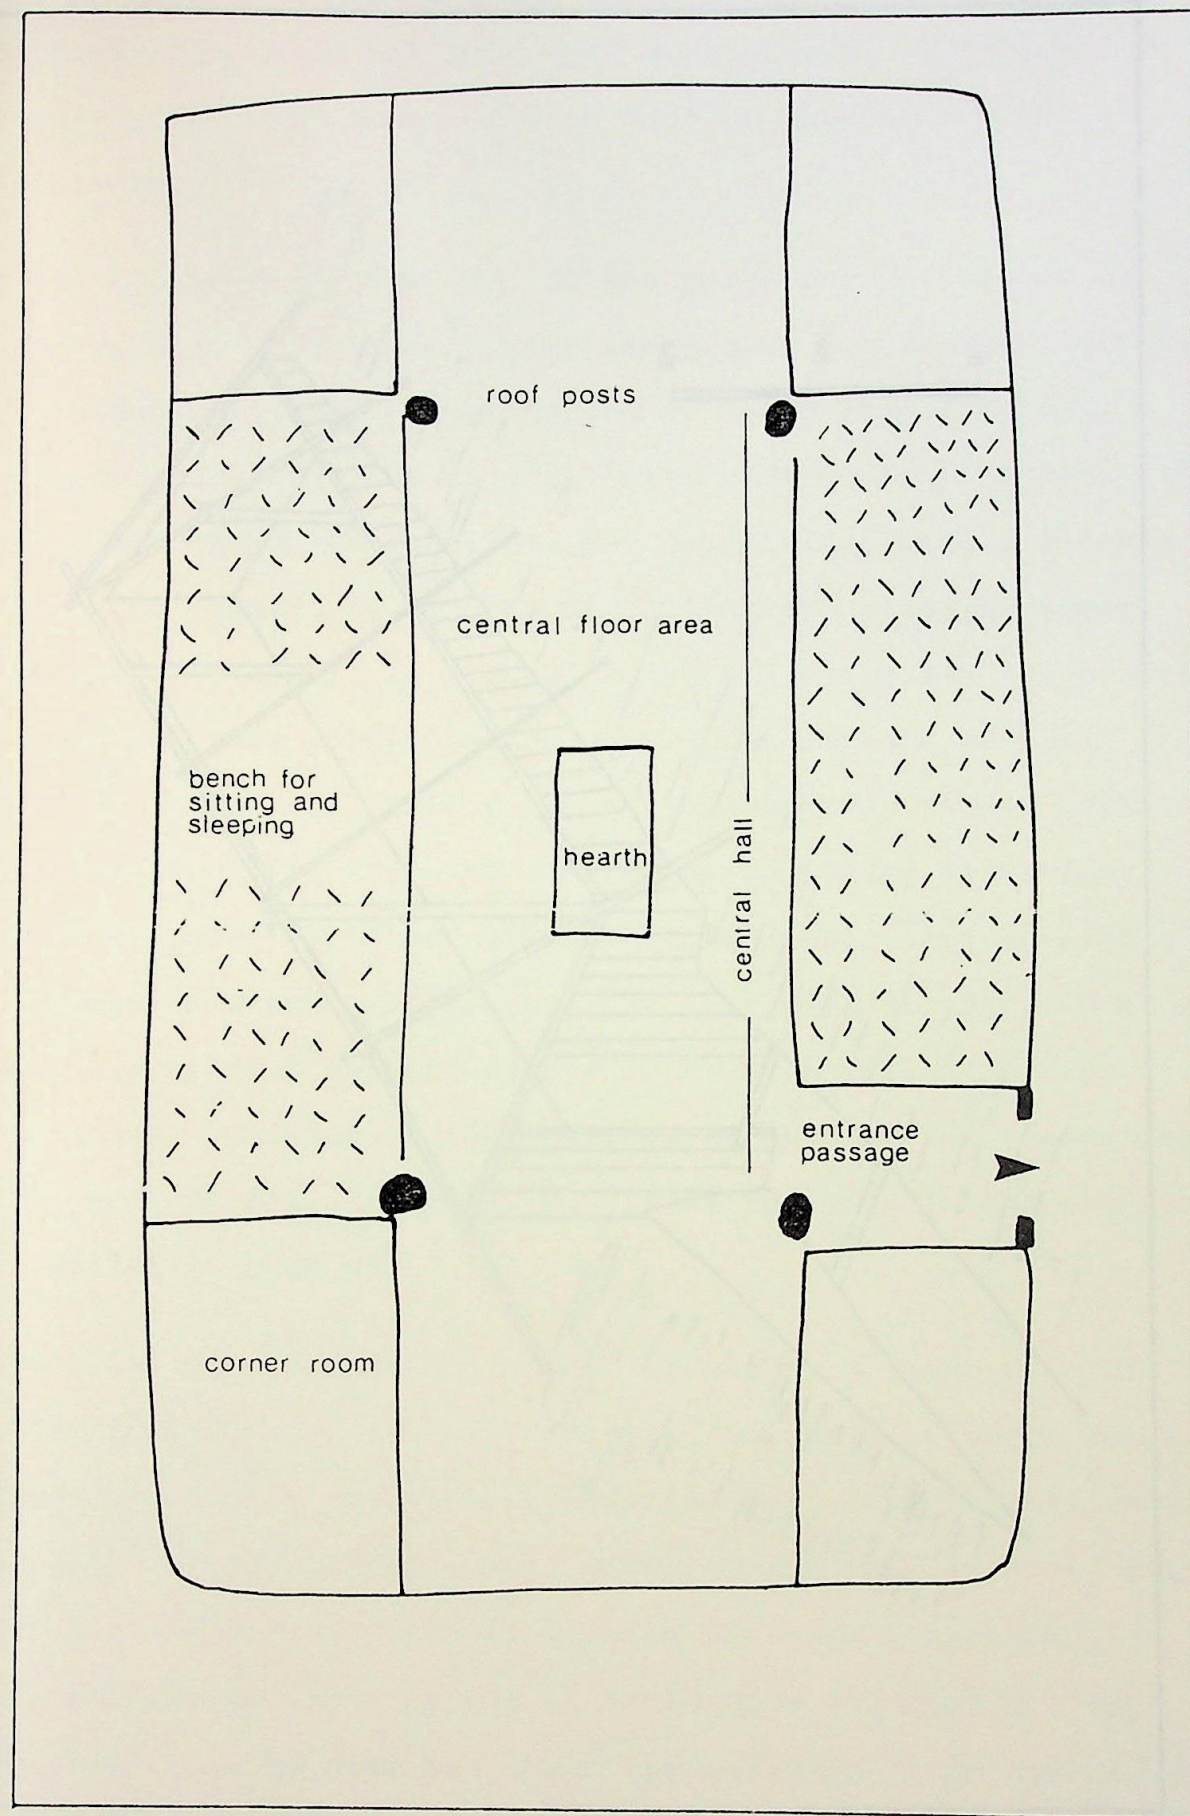 roof posts
central floor area
bench for
sitting and
sleeping
hearth
central hall
entrance
passage
corner room